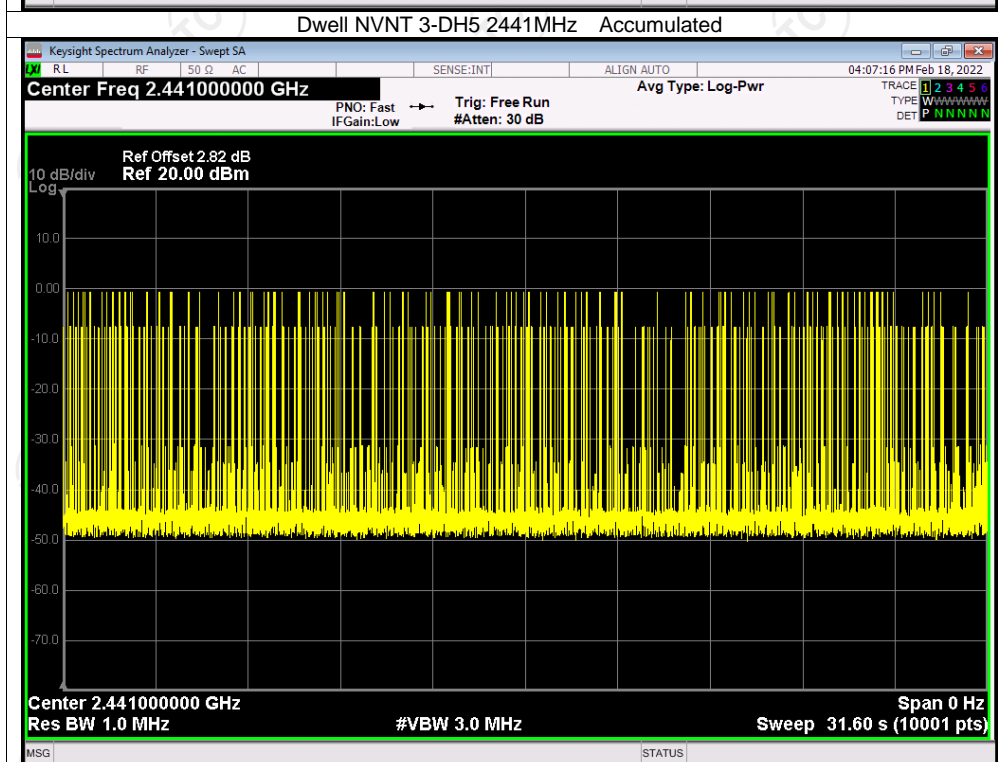 Dwell NVNT 3-DH5 2441MHz Accumulated
Keysight Spectrum Analyzer - Swept SA
LXI RL RF 50 Ω AC SENSE:INT ALIGN AUTO 04:07:16 PM Feb 18, 2022
Center Freq 2.441000000 GHz Avg Type: Log-Pwr TRACE 1 2 3 4 5 6
PNO: Fast Trig: Free Run TYPE WWWWWW
IFGain:Low #Atten: 30 dB DET P N N N N N
Ref Offset 2.82 dB
10 dB/div Ref 20.00 dBm
Log
10.0
0.00
-10.0
-20.0
-30.0
-40.0
-50.0
-60.0
-70.0
Center 2.441000000 GHz Span 0 Hz
Res BW 1.0 MHz #VBW 3.0 MHz Sweep 31.60 s (10001 pts)
MSG STATUS